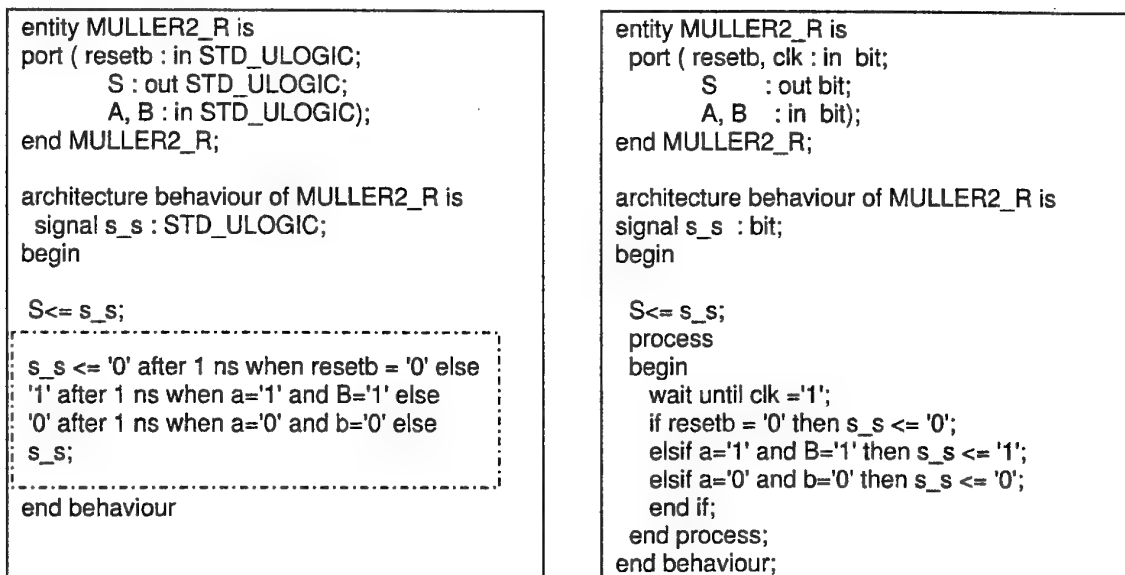 entity MULLER2_R is
port ( resetb : in STD_ULOGIC;
S : out STD_ULOGIC;
A, B : in STD_ULOGIC);
end MULLER2_R;
architecture behaviour of MULLER2_R is
signal s_s : STD_ULOGIC;
begin
S<= s_s;
s_s <= '0' after 1 ns when resetb = '0' else
'1' after 1 ns when a='1' and B='1' else
'0' after 1 ns when a='0' and b='0' else
s_s;
end behaviour
entity MULLER2_R is
port ( resetb, clk : in bit;
S : out bit;
A, B : in bit);
end MULLER2_R;
architecture behaviour of MULLER2_R is
signal s_s : bit;
begin
S<= s_s;
process
begin
wait until clk ='1';
if resetb = '0' then s_s <= '0';
elsif a='1' and B='1' then s_s <= '1';
elsif a='0' and b='0' then s_s <= '0';
end if;
end process;
end behaviour;